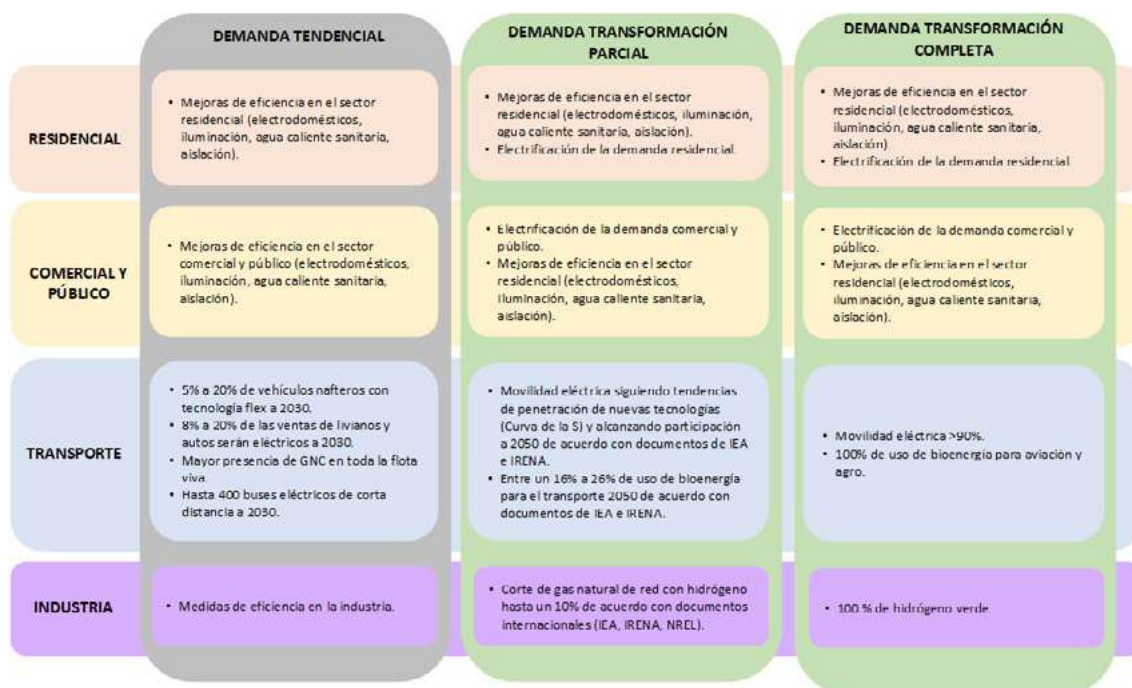 DEMANDA TENDENCIAL
DEMANDA TRANSFORMACIÓN
PARCIAL
DEMANDA TRANSFORMACIÓN
COMPLETA
RESIDENCIAL
• Mejoras de eficiencia en el sector
residencial (electrodomésticos,
iluminación, agua caliente sanitaria,
aislación).
• Mejoras de eficiencia en el sector
residencial (electrodomésticos, iluminación,
agua caliente sanitaria, aislación).
• Electrificación de la demanda residencial.
• Mejoras de eficiencia en el sector
residencial (electrodomésticos,
iluminación, agua caliente sanitaria,
aislación).
• Electrificación de la demanda residencial
COMERCIAL Y
PÚBLICO
• Mejoras de eficiencia en el sector
comercial y público (electrodomésticos,
iluminación, agua caliente sanitaria,
aislación).
• Electrificación de la demanda comercial y
público.
• Mejoras de eficiencia en el sector
residencial (electrodomésticos,
iluminación, agua caliente sanitaria,
aislación).
• Electrificación de la demanda comercial y
público.
• Mejoras de eficiencia en el sector
residencial (electrodomésticos,
iluminación, agua caliente sanitaria,
aislación).
TRANSPORTE
• 5% a 20% de vehículos nafteros con
tecnología flex a 2030.
• 8% a 20% de las ventas de livianos y
autos serán eléctricos a 2030.
• Mayor presencia de GNC en toda la flota
viva.
• Hasta 400 buses eléctricos de corta
distancia a 2030.
• Movilidad eléctrica siguiendo tendencias
de penetración de nuevas tecnologías
(Curva de la S) y alcanzando participación
a 2050 de acuerdo con documentos de IEA
e IRENA.
• Entre un 16% a 26% de uso de bioenergía
para el transporte 2050 de acuerdo con
documentos de IEA e IRENA.
• Movilidad eléctrica >90%.
• 100% de uso de bioenergía para aviación y
agro.
INDUSTRIA
• Medidas de eficiencia en la industria.
• Corte de gas natural de red con hidrógeno
hasta un 10% de acuerdo con documentos
internacionales (IEA, IRENA, NREL).
• 100 % de hidrógeno verde